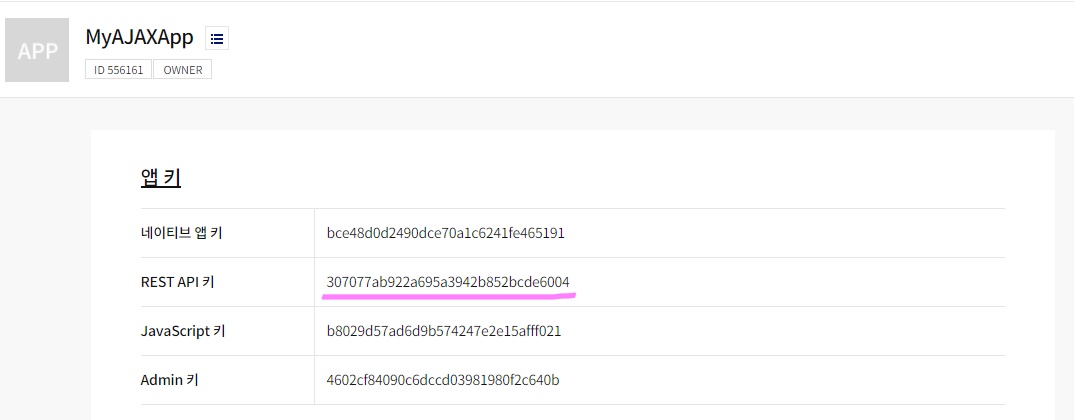 APP
MyAJAXApp
ID 556161 OWNER
앱 키
네이티브 앱 키 bce48d0d2490dce70a1c6241fe465191
REST API 키 307077ab922a695a3942b852bcde6004
JavaScript 키 b8029d57ad6d9b574247e2e15afff021
Admin 키 4602cf84090c6dccd03981980f2c640b